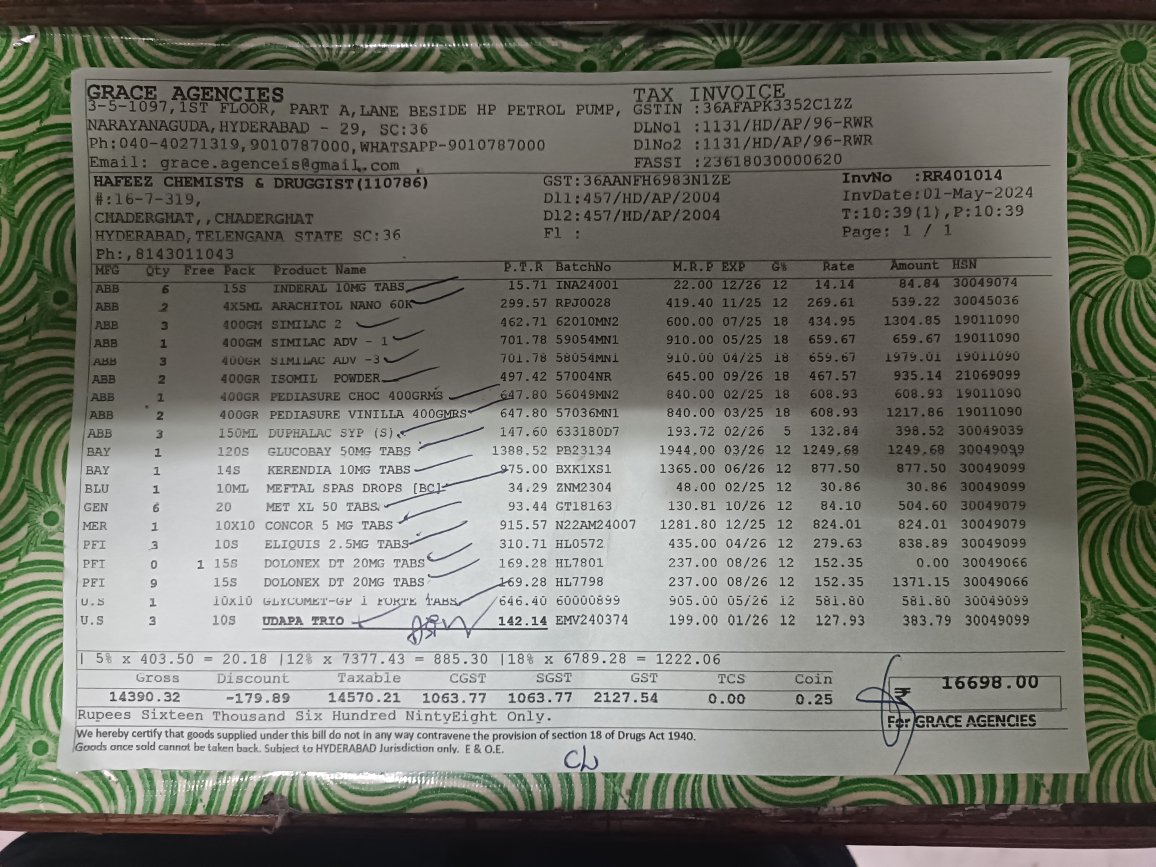 GRACE AGENCIES TAX INVOICE
3-5-1097,1ST FLOOR, PART A,LANE BESIDE HP PETROL PUMP, GSTIN :36AFAPK3352C1ZZ
NARAYANAGUDA,HYDERABAD - 29, SC:36 DLNo1 :1131/HD/AP/96-RWR
Ph:040-40271319,9010787000,WHATSAPP-9010787000 DlNo2 :1131/HD/AP/96-RWR
Email: grace.agenceis@gmail.com FASSI :23618030000620
HAFEEZ CHEMISTS & DRUGGIST(110786) GST:36AANFH6983N1ZE InvNo :RR401014
#:16-7-319, Dl1:457/HD/AP/2004 InvDate:01-May-2024
CHADERGHAT,,CHADERGHAT Dl2:457/HD/AP/2004 T:10:39(1),P:10:39
HYDERABAD,TELENGANA STATE SC:36 Fl : Page: 1 / 1
Ph:,8143011043
MFG Qty Free Pack Product Name P.T.R BatchNo M.R.P EXP G% Rate Amount HSN
ABB 6 15S INDERAL 10MG TABS 15.71 INA24001 22.00 12/26 12 14.14 84.84 30049074
ABB 2 4X5ML ARACHITOL NANO 60K 299.57 RPJ0028 419.40 11/25 12 269.61 539.22 30045036
ABB 3 400GM SIMILAC 2 462.71 62010MN2 600.00 07/25 18 434.95 1304.85 19011090
ABB 1 400GM SIMILAC ADV - 1 701.78 59054MN1 910.00 05/25 18 659.67 659.67 19011090
ABB 3 400GR SIMILAC ADV -3 701.78 58054MN1 910.00 04/25 18 659.67 1979.01 19011090
ABB 2 400GR ISOMIL POWDER 497.42 57004NR 645.00 09/26 18 467.57 935.14 21069099
ABB 1 400GR PEDIASURE CHOC 400GRMS 647.80 56049MN2 840.00 02/25 18 608.93 608.93 19011090
ABB 2 400GR PEDIASURE VINILLA 400GMRS 647.80 57036MN1 840.00 03/25 18 608.93 1217.86 19011090
ABB 3 150ML DUPHALAC SYP (S) 147.60 633180D7 193.72 02/26 5 132.84 398.52 30049039
BAY 1 120S GLUCOBAY 50MG TABS 1388.52 PB23134 1944.00 03/26 12 1249.68 1249.68 30049099
BAY 1 14S KERENDIA 10MG TABS 975.00 BXK1XS1 1365.00 06/26 12 877.50 877.50 30049099
BLU 1 10ML MEFTAL SPAS DROPS [BC] 34.29 ZNM2304 48.00 02/25 12 30.86 30.86 30049099
GEN 6 20 MET XL 50 TABS 93.44 GT18163 130.81 10/26 12 84.10 504.60 30049079
MER 1 10X10 CONCOR 5 MG TABS 915.57 N22AM24007 1281.80 12/25 12 824.01 824.01 30049079
PFI 3 10S ELIQUIS 2.5MG TABS 310.71 HL0572 435.00 04/26 12 279.63 838.89 30049099
PFI 0 1 15S DOLONEX DT 20MG TABS 169.28 HL7801 237.00 08/26 12 152.35 0.00 30049066
PFI 9 15S DOLONEX DT 20MG TABS 169.28 HL7798 237.00 08/26 12 152.35 1371.15 30049066
U.S 1 10X10 GLYCOMET-GP 1 FORTE TABS 646.40 60000899 905.00 05/26 12 581.80 581.80 30049099
U.S 3 10S UDAPA TRIO 142.14 EMV240374 199.00 01/26 12 127.93 383.79 30049099
| 5% x 403.50 = 20.18 |12% x 7377.43 = 885.30 |18% x 6789.28 = 1222.06
Gross Discount Taxable CGST SGST GST TCS Coin
14390.32 -179.89 14570.21 1063.77 1063.77 2127.54 0.00 0.25 ₹ 16698.00
Rupees Sixteen Thousand Six Hundred NintyEight Only. For GRACE AGENCIES
We hereby certify that goods supplied under this bill do not in any way contravene the provision of section 18 of Drugs Act 1940.
Goods once sold cannot be taken back. Subject to HYDERABAD Jurisdiction only. E & O.E.